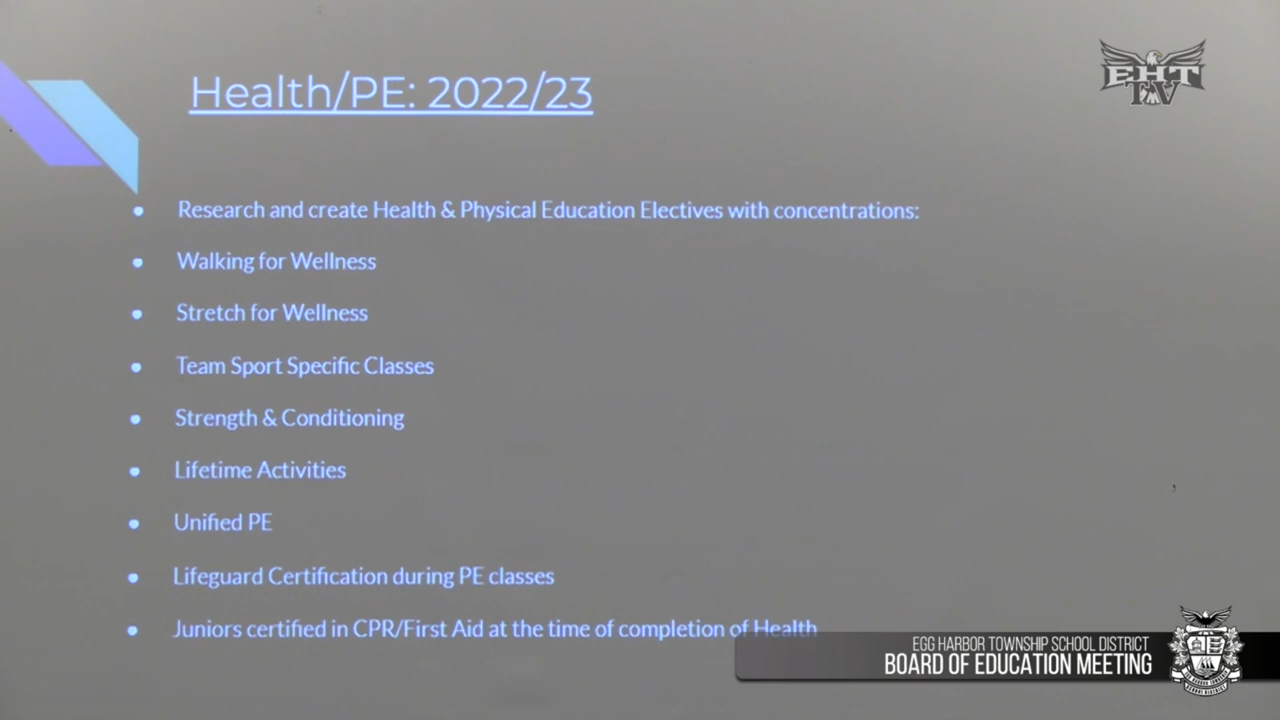 Health/PE: 2022/23
EHT
TV
Research and create Health & Physical Education Electives with concentrations:
Walking for Wellness
Stretch for Wellness
Team Sport Specific Classes
Strength & Conditioning
Lifetime Activities
Unified PE
Lifeguard Certification during PE classes
Juniors certified in CPR/First Aid at the time of completion of Health
EGG HARBOR TOWNSHIP SCHOOL DISTRICT
BOARD OF EDUCATION MEETING